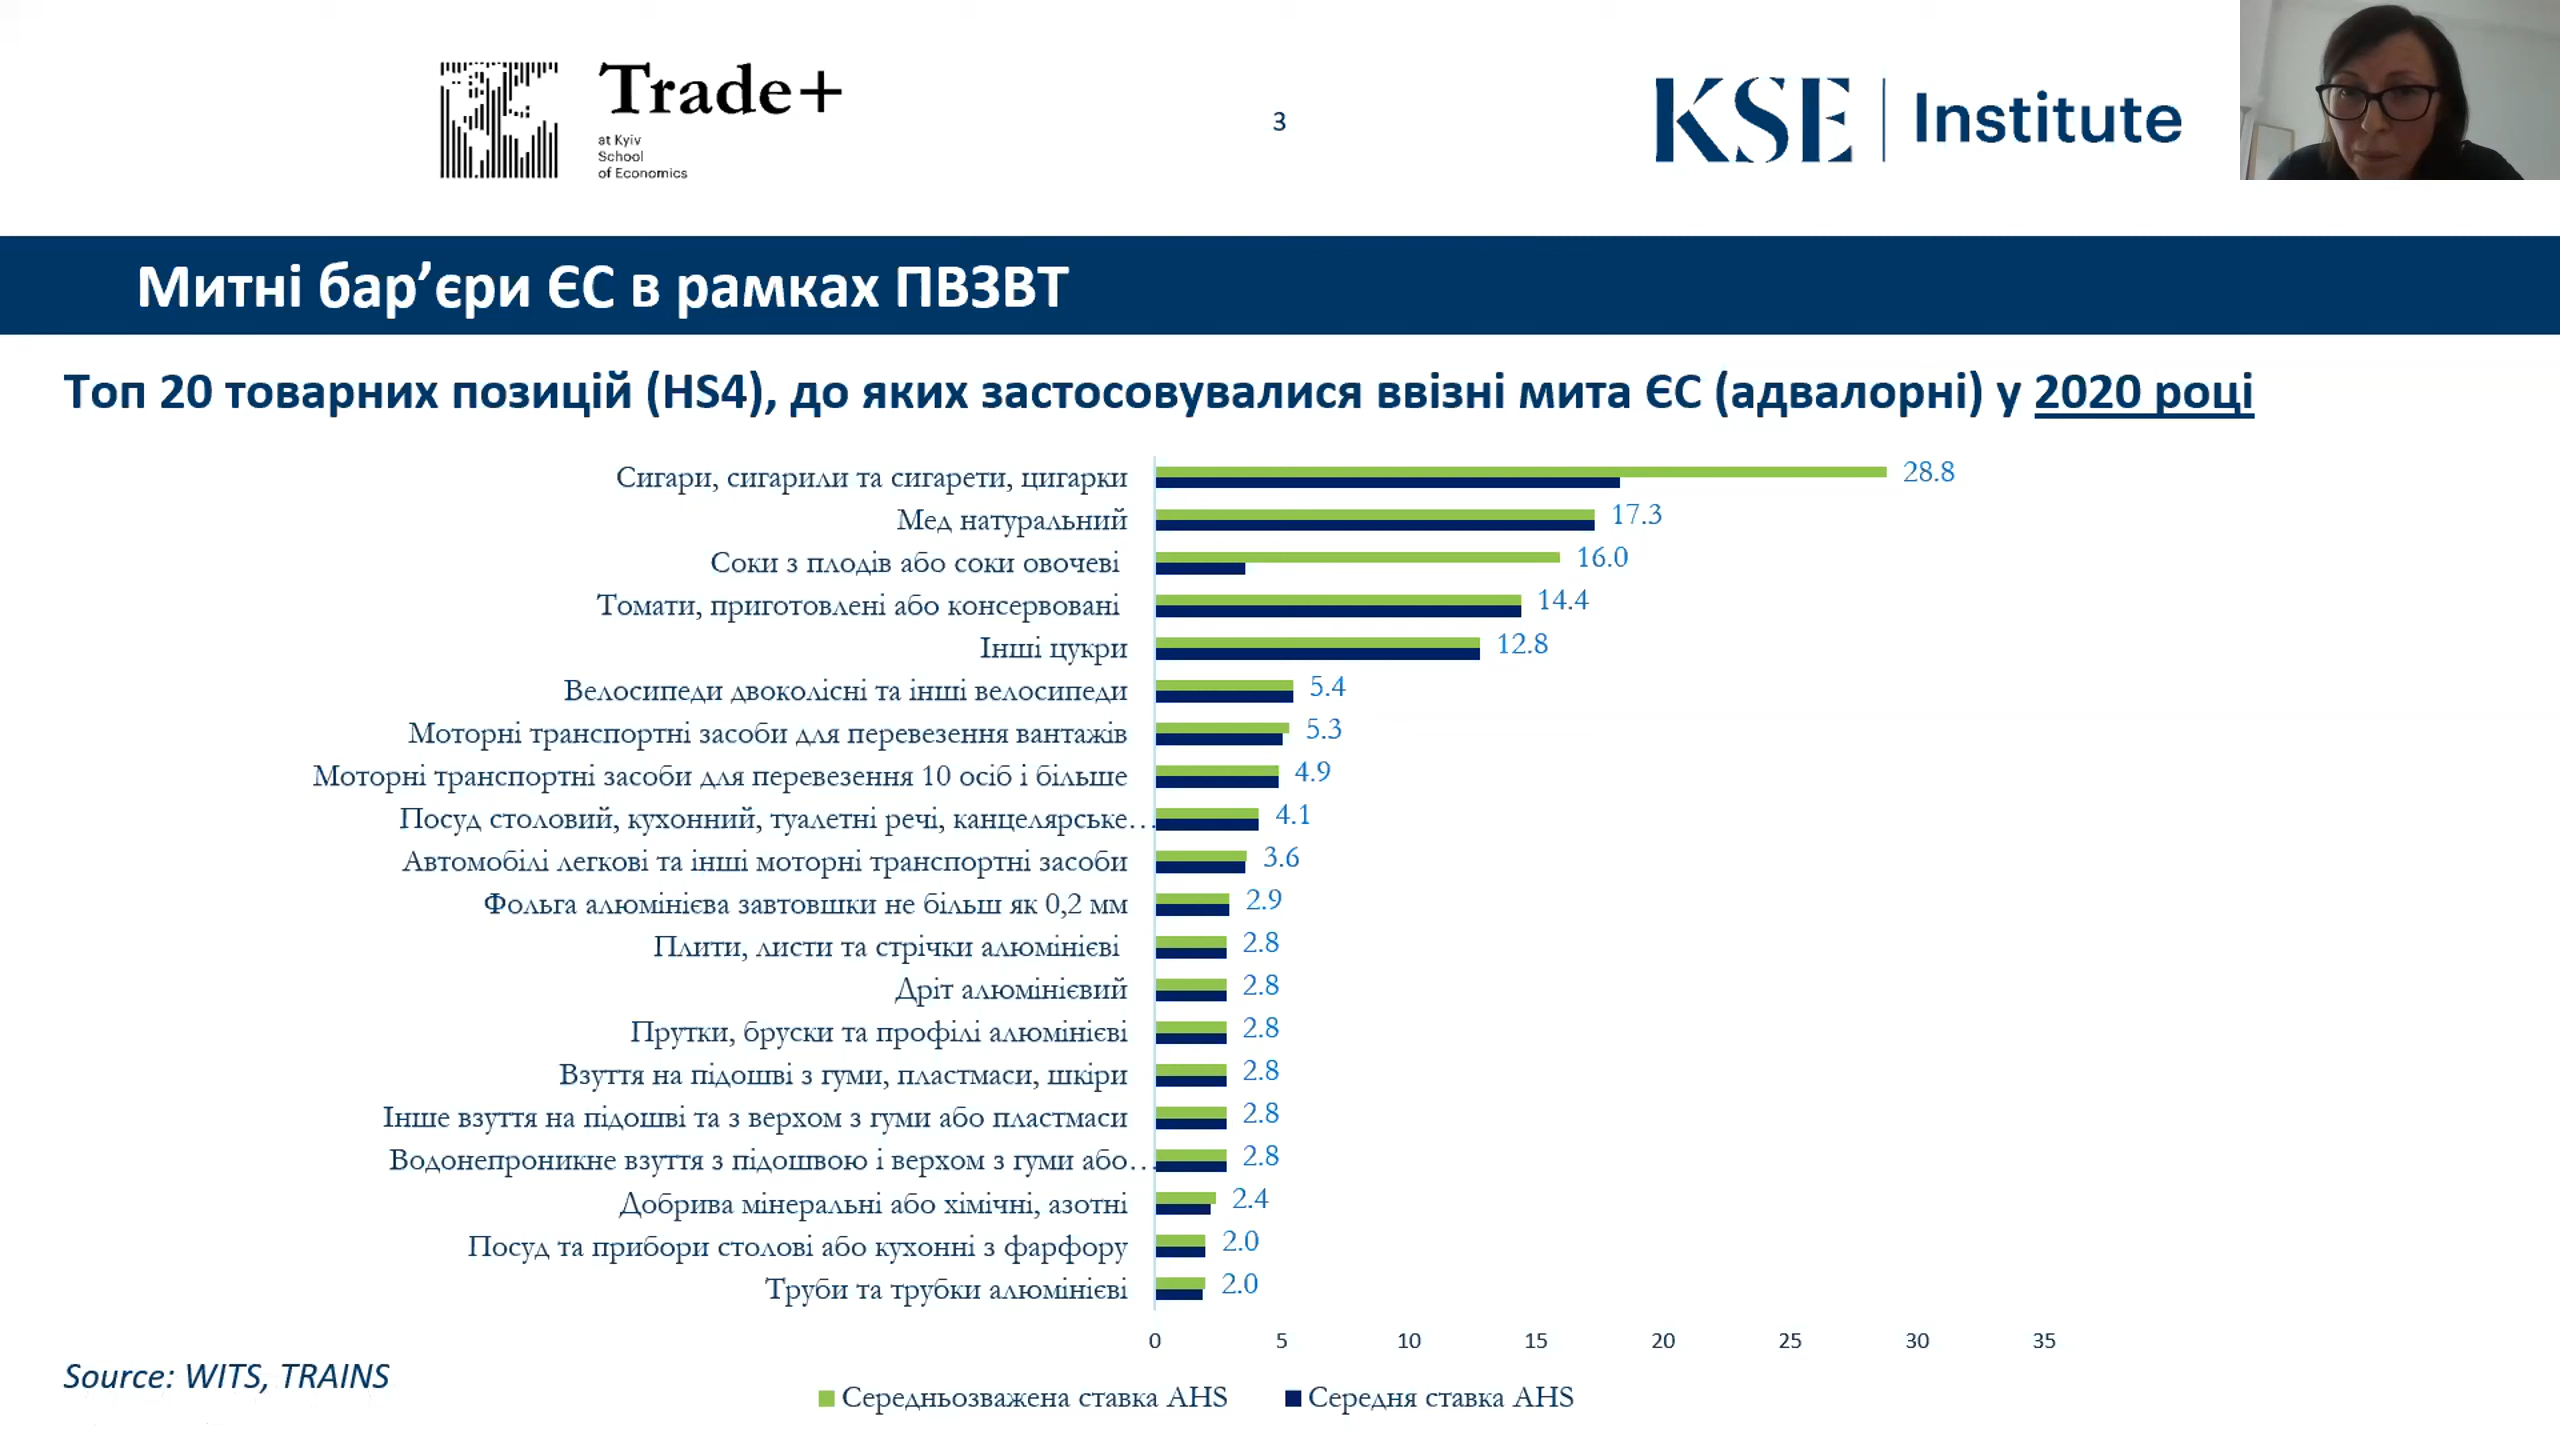 Trade+
at Kyiv
School
of Economics
3
KSE | Institute
Митні бар’єри ЄС в рамках ПВЗВТ
Топ 20 товарних позицій (HS4), до яких застосовувалися ввізні мита ЄС (адвалорні) у 2020 році
Сигари, сигарили та сигарети, цигарки 28.8
Мед натуральний 17.3
Соки з плодів або соки овочеві 16.0
Томати, приготовлені або консервовані 14.4
Інші цукри 12.8
Велосипеди двоколісні та інші велосипеди 5.4
Моторні транспортні засоби для перевезення вантажів 5.3
Моторні транспортні засоби для перевезення 10 осіб і більше 4.9
Посуд столовий, кухонний, туалетні речі, канцелярське… 4.1
Автомобілі легкові та інші моторні транспортні засоби 3.6
Фольга алюмінієва завтовшки не більш як 0,2 мм 2.9
Плити, листи та стрічки алюмінієві 2.8
Дріт алюмінієвий 2.8
Прутки, бруски та профілі алюмінієві 2.8
Взуття на підошві з гуми, пластмаси, шкіри 2.8
Інше взуття на підошві та з верхом з гуми або пластмаси 2.8
Водонепроникне взуття з підошвою і верхом з гуми або… 2.8
Добрива мінеральні або хімічні, азотні 2.4
Посуд та прибори столові або кухонні з фарфору 2.0
Труби та трубки алюмінієві 2.0
0 5 10 15 20 25 30 35
Source: WITS, TRAINS
Середньозважена ставка AHS Середня ставка AHS